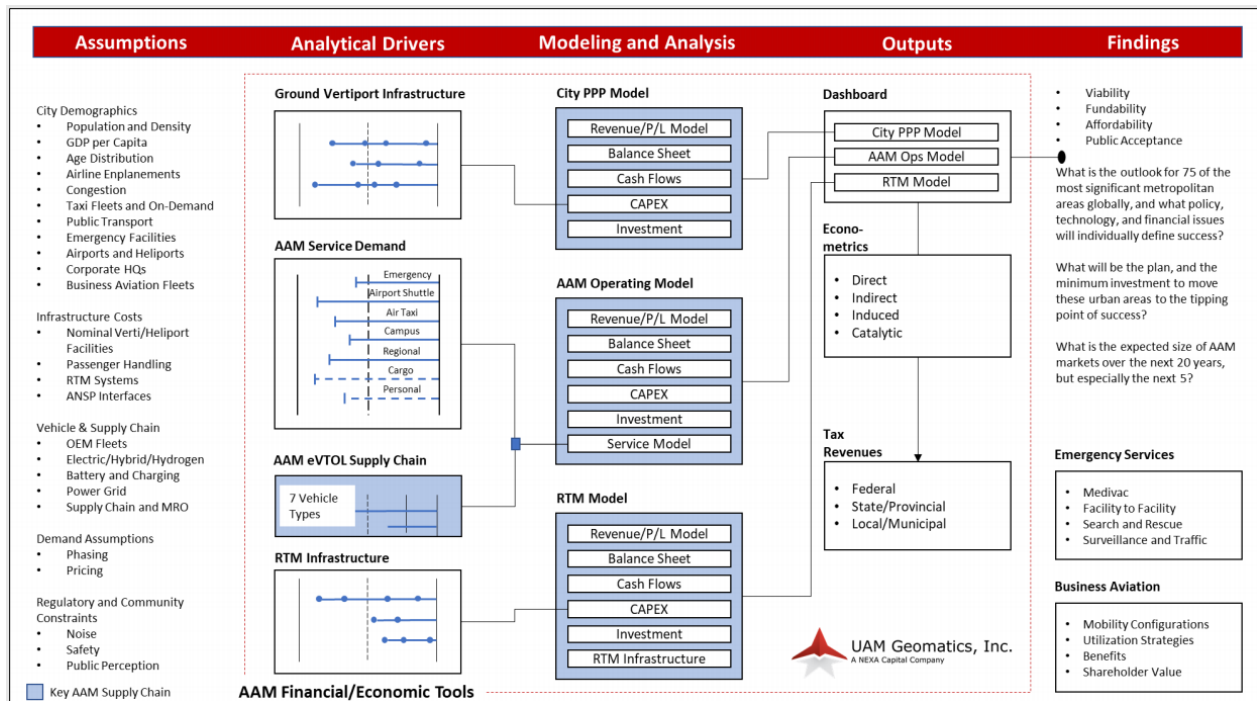 Assumptions
Analytical Drivers
Modeling and Analysis
Outputs
Findings
City Demographics
• Population and Density
• GDP per Capita
• Age Distribution
• Airline Enplanements
• Congestion
• Taxi Fleets and On-Demand
• Public Transport
• Emergency Facilities
• Airports and Heliports
• Corporate HQs
• Business Aviation Fleets
Infrastructure Costs
• Nominal Verti/Heliport
Facilities
• Passenger Handling
• RTM Systems
• ANSP Interfaces
Vehicle & Supply Chain
• OEM Fleets
• Electric/Hybrid/Hydrogen
• Battery and Charging
• Power Grid
• Supply Chain and MRO
Demand Assumptions
• Phasing
• Pricing
Regulatory and Community
Constraints
• Noise
• Safety
• Public Perception
Key AAM Supply Chain
Ground Vertiport Infrastructure
AAM Service Demand
Emergency
Airport Shuttle
Air Taxi
Campus
Regional
Cargo
Personal
AAM eVTOL Supply Chain
7 Vehicle
Types
RTM Infrastructure
AAM Financial/Economic Tools
City PPP Model
Revenue/P/L Model
Balance Sheet
Cash Flows
CAPEX
Investment
AAM Operating Model
Revenue/P/L Model
Balance Sheet
Cash Flows
CAPEX
Investment
Service Model
RTM Model
Revenue/P/L Model
Balance Sheet
Cash Flows
CAPEX
Investment
RTM Infrastructure
Dashboard
City PPP Model
AAM Ops Model
RTM Model
Econo-
metrics
• Direct
• Indirect
• Induced
• Catalytic
Tax
Revenues
• Federal
• State/Provincial
• Local/Municipal
UAM Geomatics, Inc.
A NEXA Capital Company
• Viability
• Fundability
• Affordability
• Public Acceptance
What is the outlook for 75 of the
most significant metropolitan
areas globally, and what policy,
technology, and financial issues
will individually define success?
What will be the plan, and the
minimum investment to move
these urban areas to the tipping
point of success?
What is the expected size of AAM
markets over the next 20 years,
but especially the next 5?
Emergency Services
• Medivac
• Facility to Facility
• Search and Rescue
• Surveillance and Traffic
Business Aviation
• Mobility Configurations
• Utilization Strategies
• Benefits
• Shareholder Value